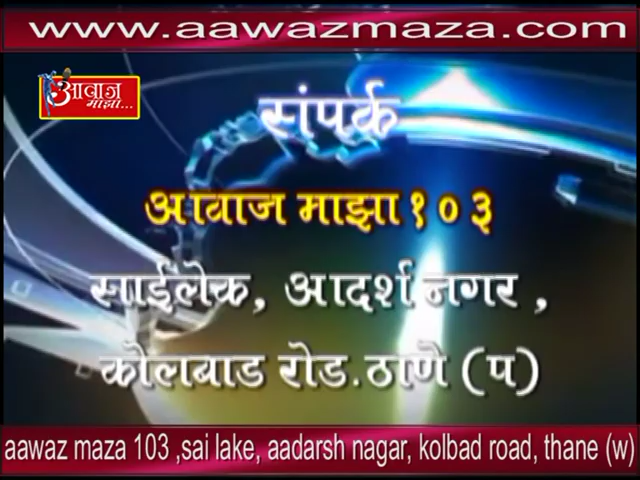 www.aawazmaza.com
आवाज
माझा...
संपर्क
आवाज माझा १०३
साईलेक, आदर्श नगर ,
कोलबाड रोड.ठाणे (प)
aawaz maza 103 ,sai lake, aadarsh nagar, kolbad road, thane (w)